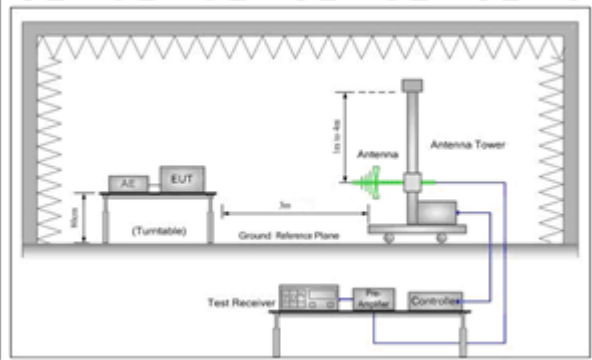 1m to 4m
Antenna
Antenna Tower
AE
EUT
80cm
3m
(Turntable)
Ground Reference Plane
Test Receiver
Pre-
Amplifier
Controller